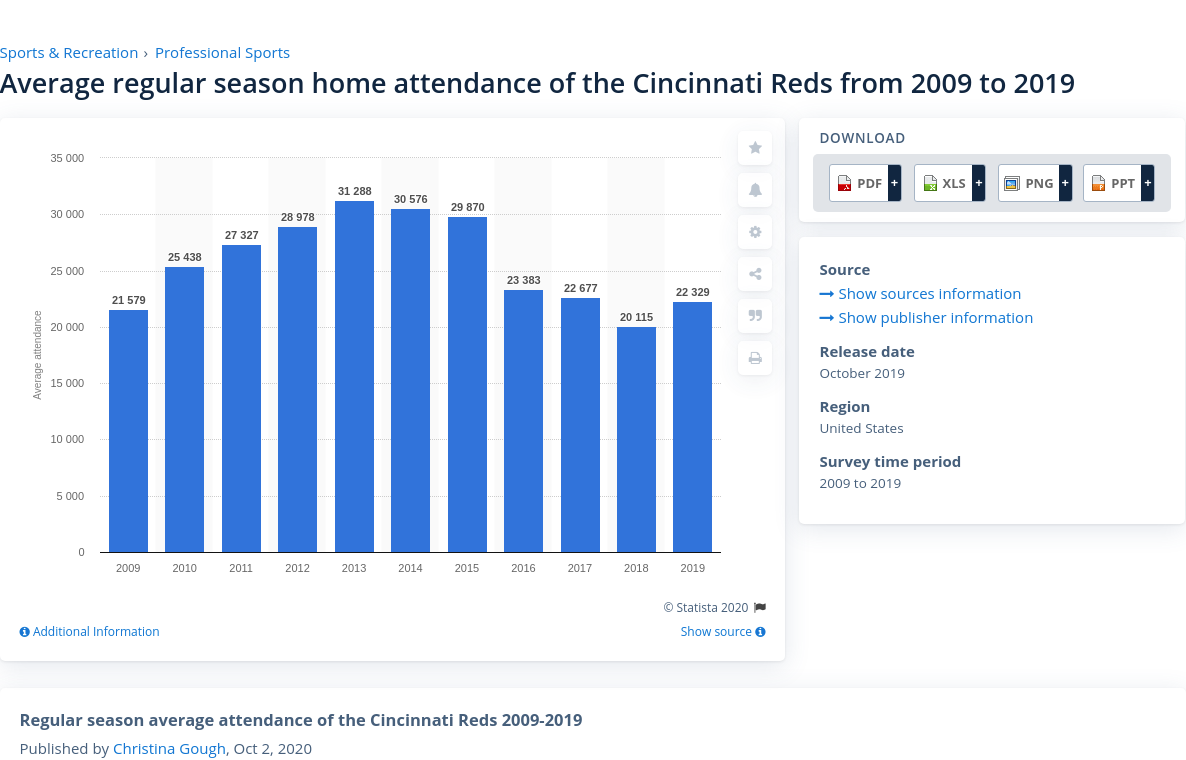 Sports & Recreation › Professional Sports
Average regular season home attendance of the Cincinnati Reds from 2009 to 2019
35 000
30 000
25 000
20 000
15 000
10 000
5 000
0
Average attendance
21 579
25 438
27 327
28 978
31 288
30 576
29 870
23 383
22 677
20 115
22 329
2009 2010 2011 2012 2013 2014 2015 2016 2017 2018 2019
© Statista 2020
Additional Information
Show source
DOWNLOAD
PDF + XLS + PNG + PPT +
Source
Show sources information
Show publisher information
Release date
October 2019
Region
United States
Survey time period
2009 to 2019
Regular season average attendance of the Cincinnati Reds 2009-2019
Published by Christina Gough, Oct 2, 2020